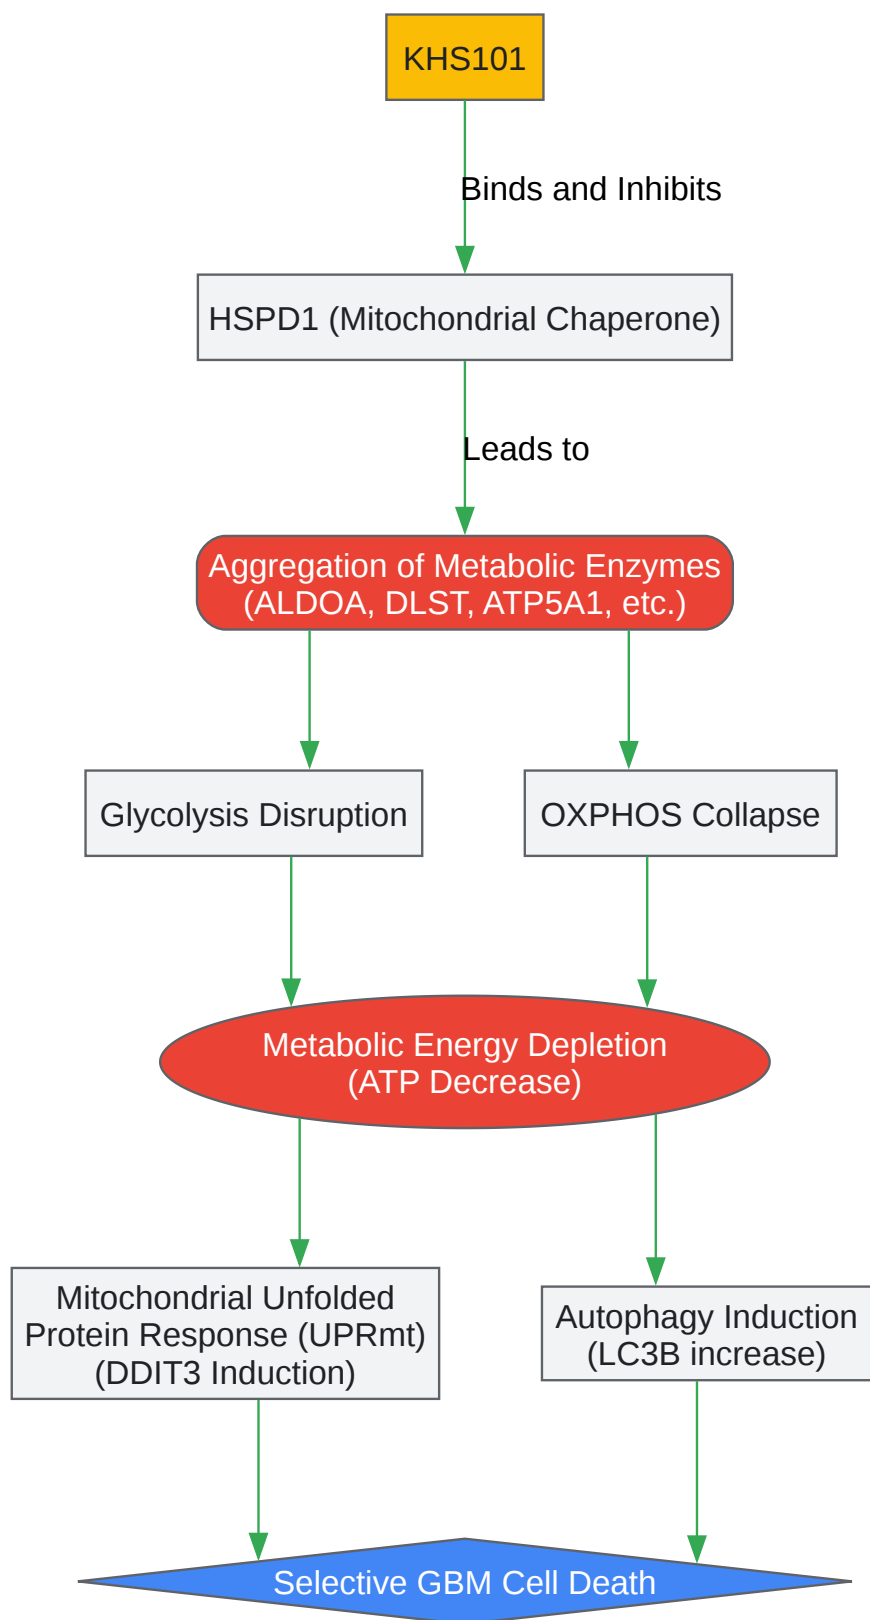 KHS101
Binds and Inhibits
HSPD1 (Mitochondrial Chaperone)
Leads to
Aggregation of Metabolic Enzymes
(ALDOA, DLST, ATP5A1, etc.)
Glycolysis Disruption
OXPHOS Collapse
Metabolic Energy Depletion
(ATP Decrease)
Mitochondrial Unfolded
Protein Response (UPRmt)
(DDIT3 Induction)
Autophagy Induction
(LC3B increase)
Selective GBM Cell Death